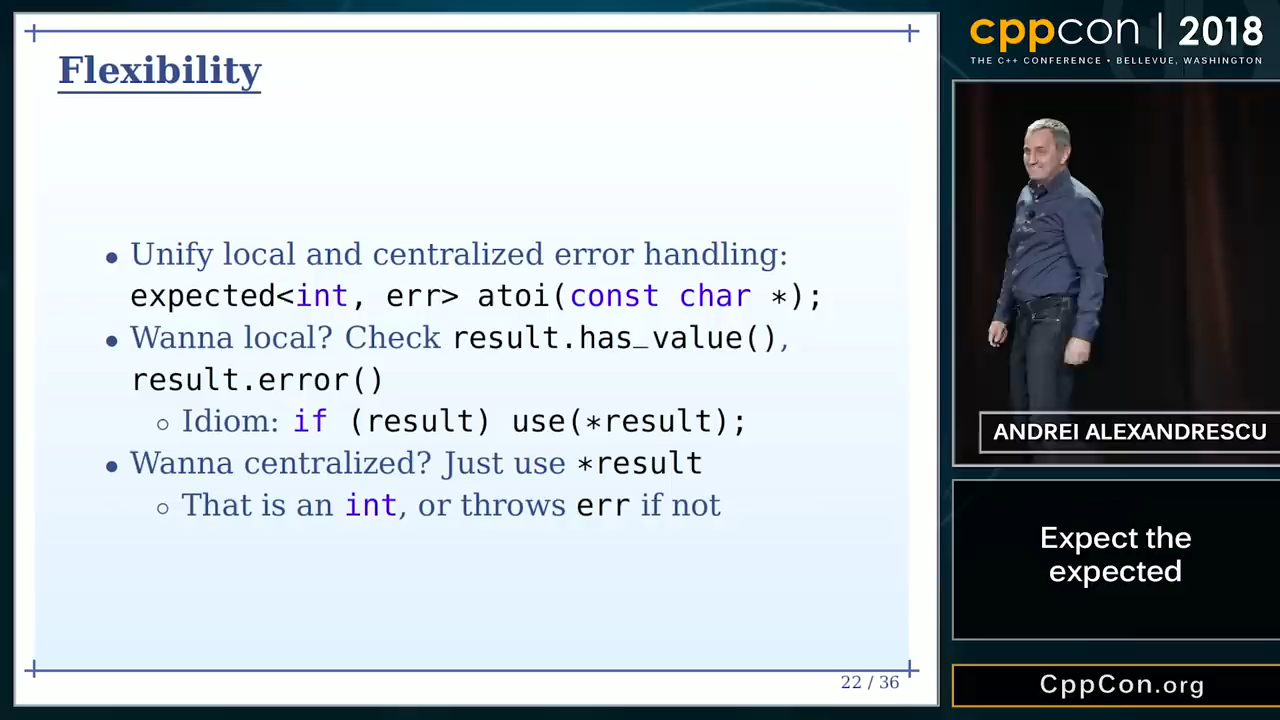 Flexibility
• Unify local and centralized error handling:
expected<int, err> atoi(const char *);
• Wanna local? Check result.has_value(),
result.error()
◦ Idiom: if (result) use(*result);
• Wanna centralized? Just use *result
◦ That is an int, or throws err if not
22 / 36
cppcon | 2018
THE C++ CONFERENCE • BELLEVUE, WASHINGTON
ANDREI ALEXANDRESCU
Expect the
expected
CppCon.org